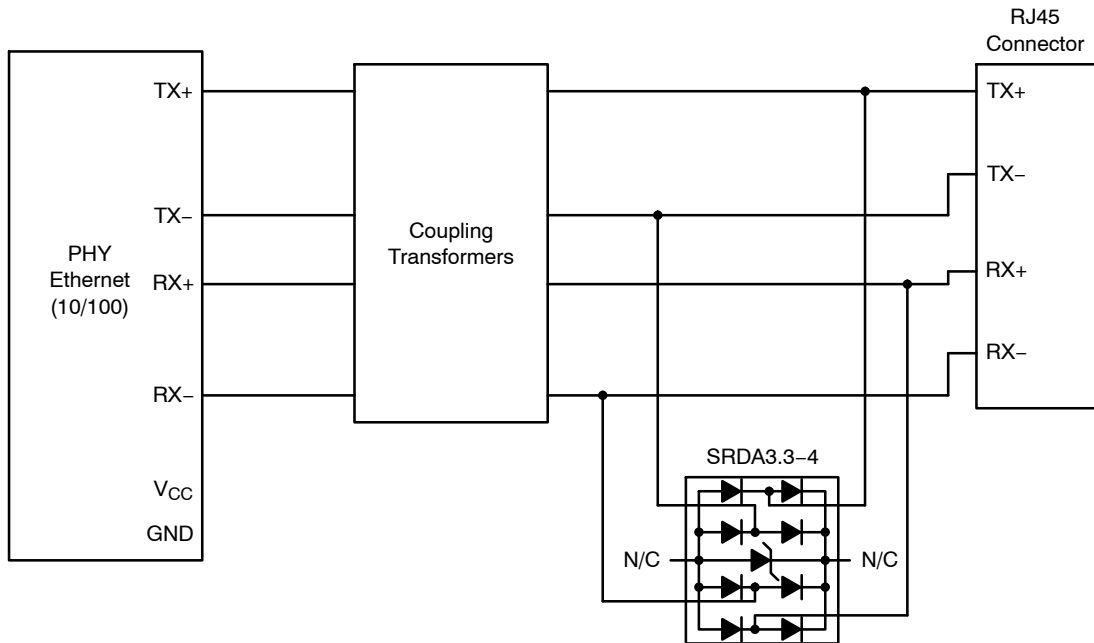 RJ45
Connector
TX+
TX−
RX+
RX−
PHY
Ethernet
(10/100)
VCC
GND
Coupling
Transformers
TX+
TX−
RX+
RX−
SRDA3.3−4
N/C
N/C